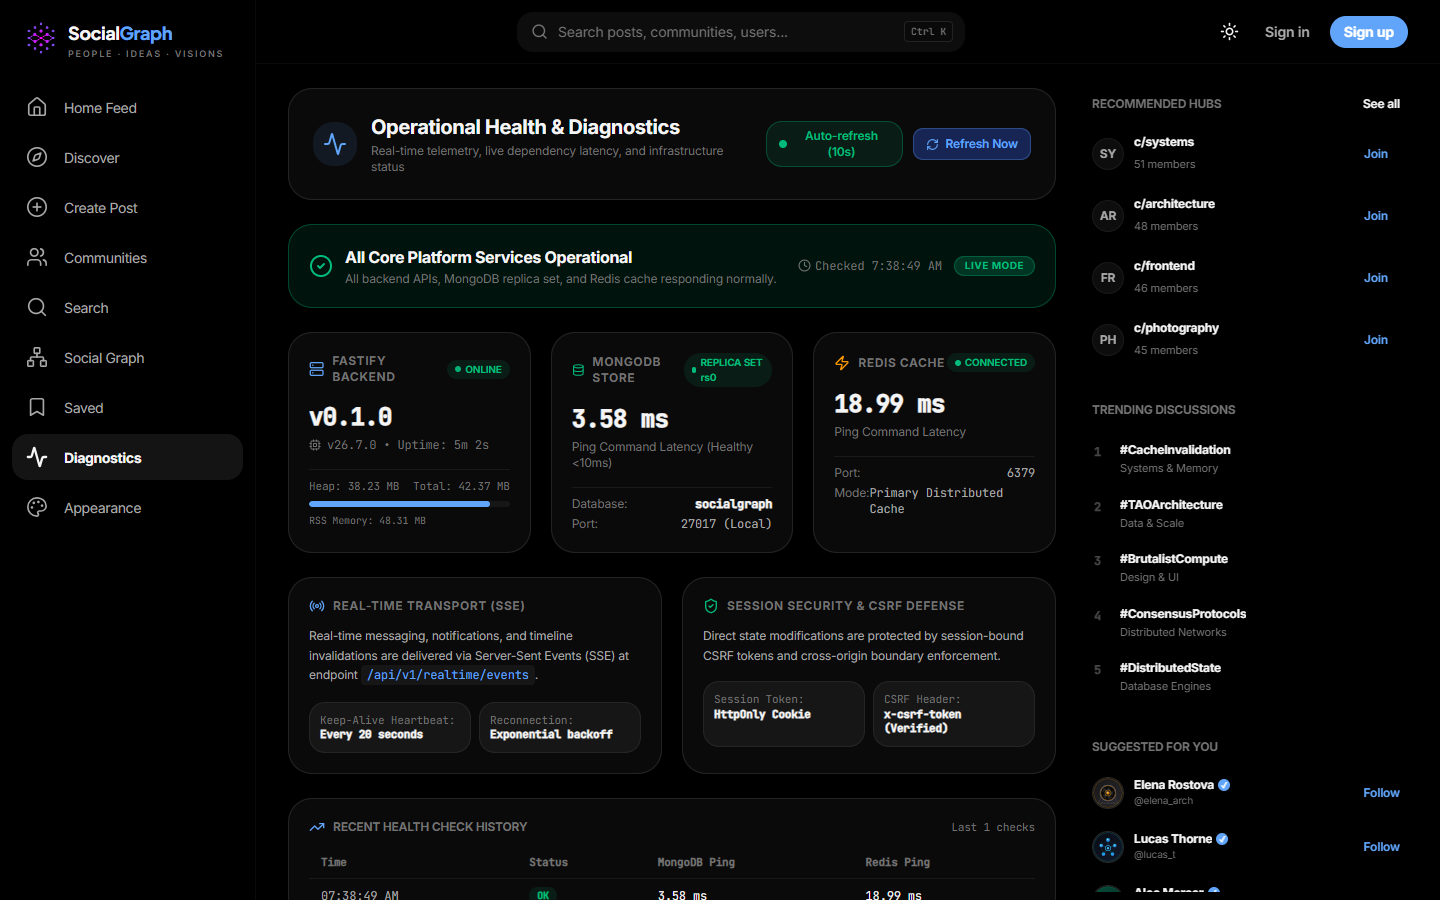 SocialGraph
PEOPLE · IDEAS · VISIONS
Search posts, communities, users...
Ctrl K
Sign in
Sign up
Home Feed
Discover
Create Post
Communities
Search
Social Graph
Saved
Diagnostics
Appearance
Operational Health & Diagnostics
Real-time telemetry, live dependency latency, and infrastructure
status
Auto-refresh
(10s)
Refresh Now
All Core Platform Services Operational
All backend APIs, MongoDB replica set, and Redis cache responding normally.
Checked 7:38:49 AM
LIVE MODE
FASTIFY
BACKEND
ONLINE
v0.1.0
v26.7.0 • Uptime: 5m 2s
Heap: 38.23 MB
Total: 42.37 MB
RSS Memory: 48.31 MB
MONGODB
STORE
REPLICA SET
rs0
3.58 ms
Ping Command Latency (Healthy
<10ms)
Database:
socialgraph
Port:
27017 (Local)
REDIS CACHE
CONNECTED
18.99 ms
Ping Command Latency
Port:
6379
Mode:
Primary Distributed
Cache
REAL-TIME TRANSPORT (SSE)
Real-time messaging, notifications, and timeline
invalidations are delivered via Server-Sent Events (SSE) at
endpoint /api/v1/realtime/events .
Keep-Alive Heartbeat:
Every 20 seconds
Reconnection:
Exponential backoff
SESSION SECURITY & CSRF DEFENSE
Direct state modifications are protected by session-bound
CSRF tokens and cross-origin boundary enforcement.
Session Token:
HttpOnly Cookie
CSRF Header:
x-csrf-token
(Verified)
RECENT HEALTH CHECK HISTORY
Last 1 checks
Time
Status
MongoDB Ping
Redis Ping
07:38:49 AM
OK
3.58 ms
18.99 ms
RECOMMENDED HUBS
See all
SY
c/systems
51 members
Join
AR
c/architecture
48 members
Join
FR
c/frontend
46 members
Join
PH
c/photography
45 members
Join
TRENDING DISCUSSIONS
1
#CacheInvalidation
Systems & Memory
2
#TAOArchitecture
Data & Scale
3
#BrutalistCompute
Design & UI
4
#ConsensusProtocols
Distributed Networks
5
#DistributedState
Database Engines
SUGGESTED FOR YOU
Elena Rostova
@elena_arch
Follow
Lucas Thorne
@lucas_t
Follow